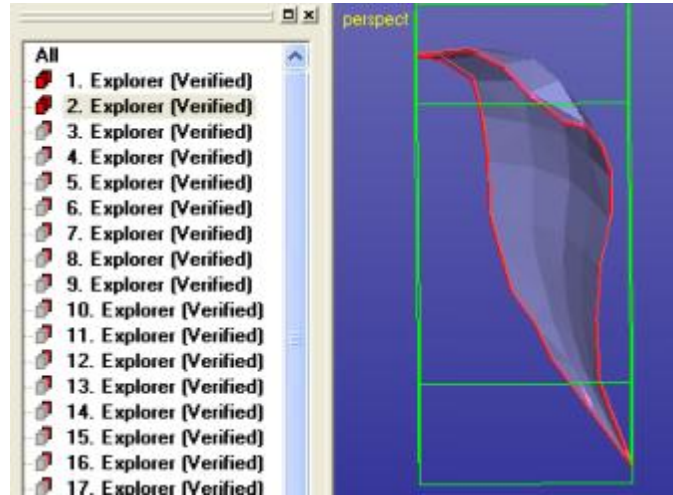 All
1. Explorer (Verified)
2. Explorer (Verified)
3. Explorer (Verified)
4. Explorer (Verified)
5. Explorer (Verified)
6. Explorer (Verified)
7. Explorer (Verified)
8. Explorer (Verified)
9. Explorer (Verified)
10. Explorer (Verified)
11. Explorer (Verified)
12. Explorer (Verified)
13. Explorer (Verified)
14. Explorer (Verified)
15. Explorer (Verified)
16. Explorer (Verified)
17. Explorer (Verified)
perspect